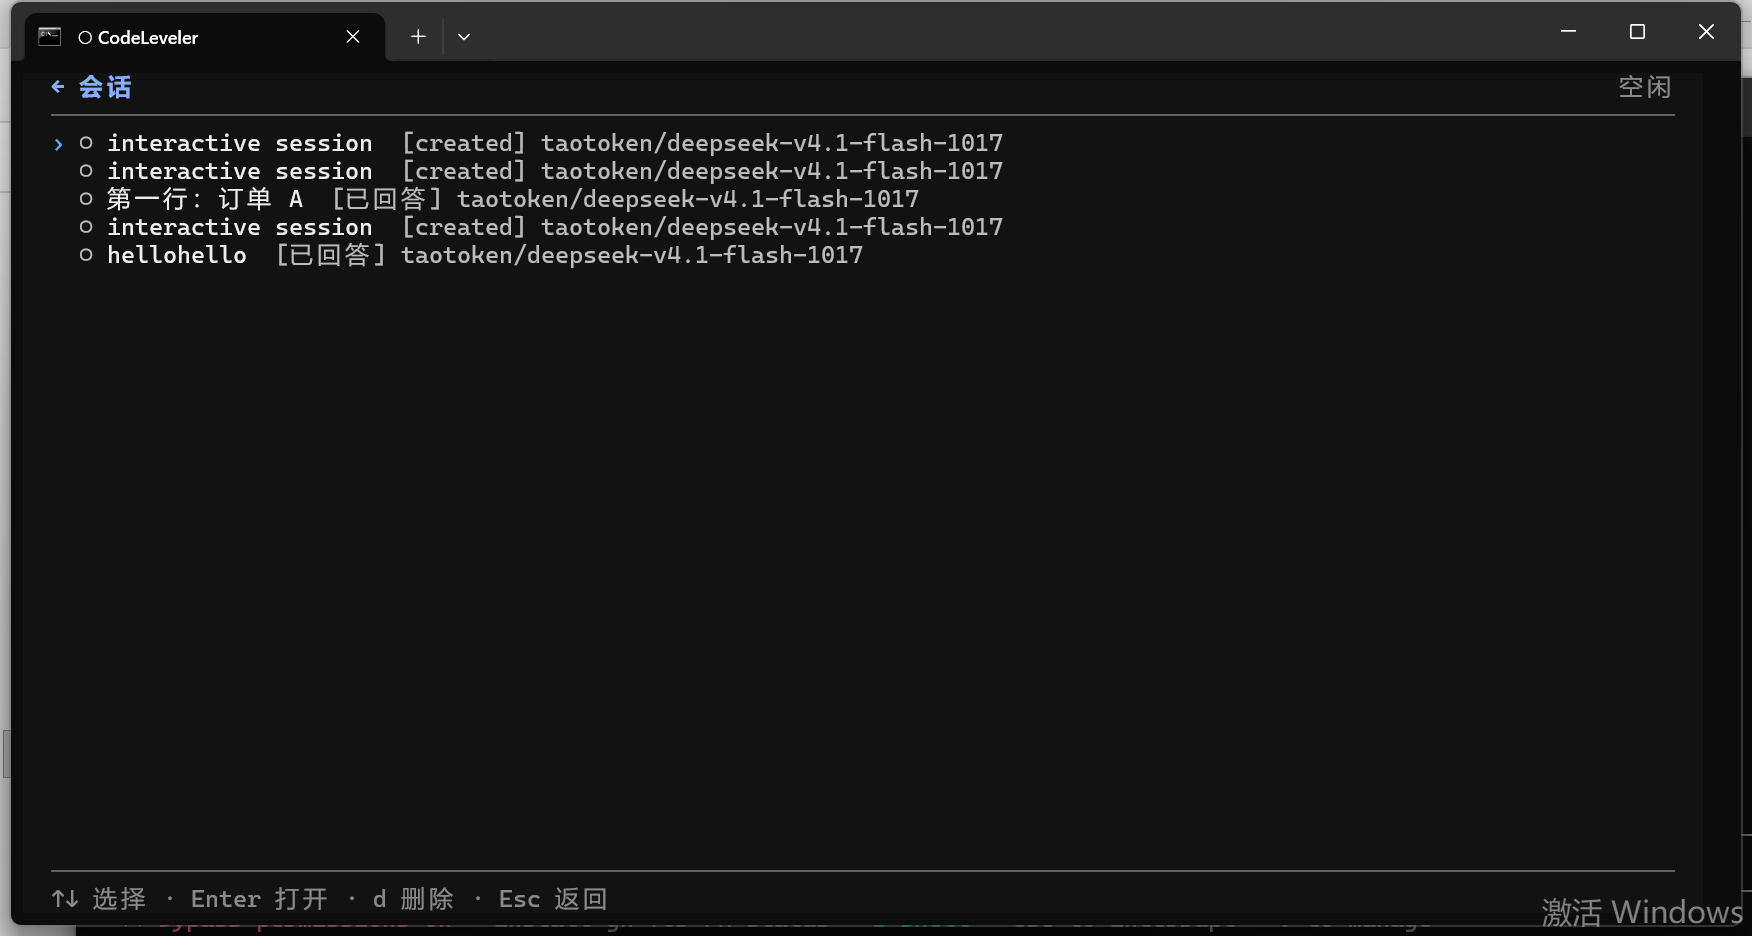 CodeLeveler
← 会话 空闲
› ○ interactive session [created] taotoken/deepseek-v4.1-flash-1017
○ interactive session [created] taotoken/deepseek-v4.1-flash-1017
○ 第一行：订单 A [已回答] taotoken/deepseek-v4.1-flash-1017
○ interactive session [created] taotoken/deepseek-v4.1-flash-1017
○ hellohello [已回答] taotoken/deepseek-v4.1-flash-1017
↑↓ 选择 · Enter 打开 · d 删除 · Esc 返回
激活 Windows